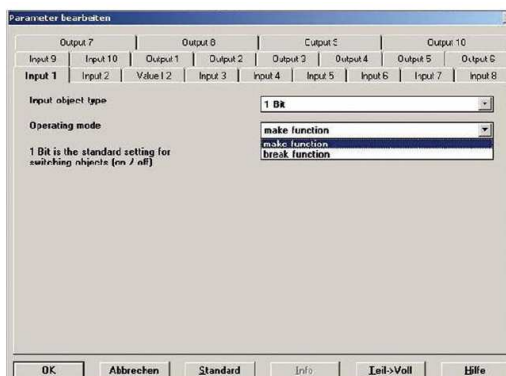 Parameter bearbeiten
Output 7 Output 8 Output 9 Output 10
Input 9 Input 10 Output 1 Output 2 Output 3 Output 4 Output 5 Output 6
Input 1 Input 2 Value I 2 Input 3 Input 4 Input 5 Input 6 Input 7 Input 8
Input object type
1 Bit
Operating mode
make function
make function
break function
1 Bit is the standard setting for
switching objects (on / off)
OK Abbrechen Standard Info Teil->Voll Hilfe